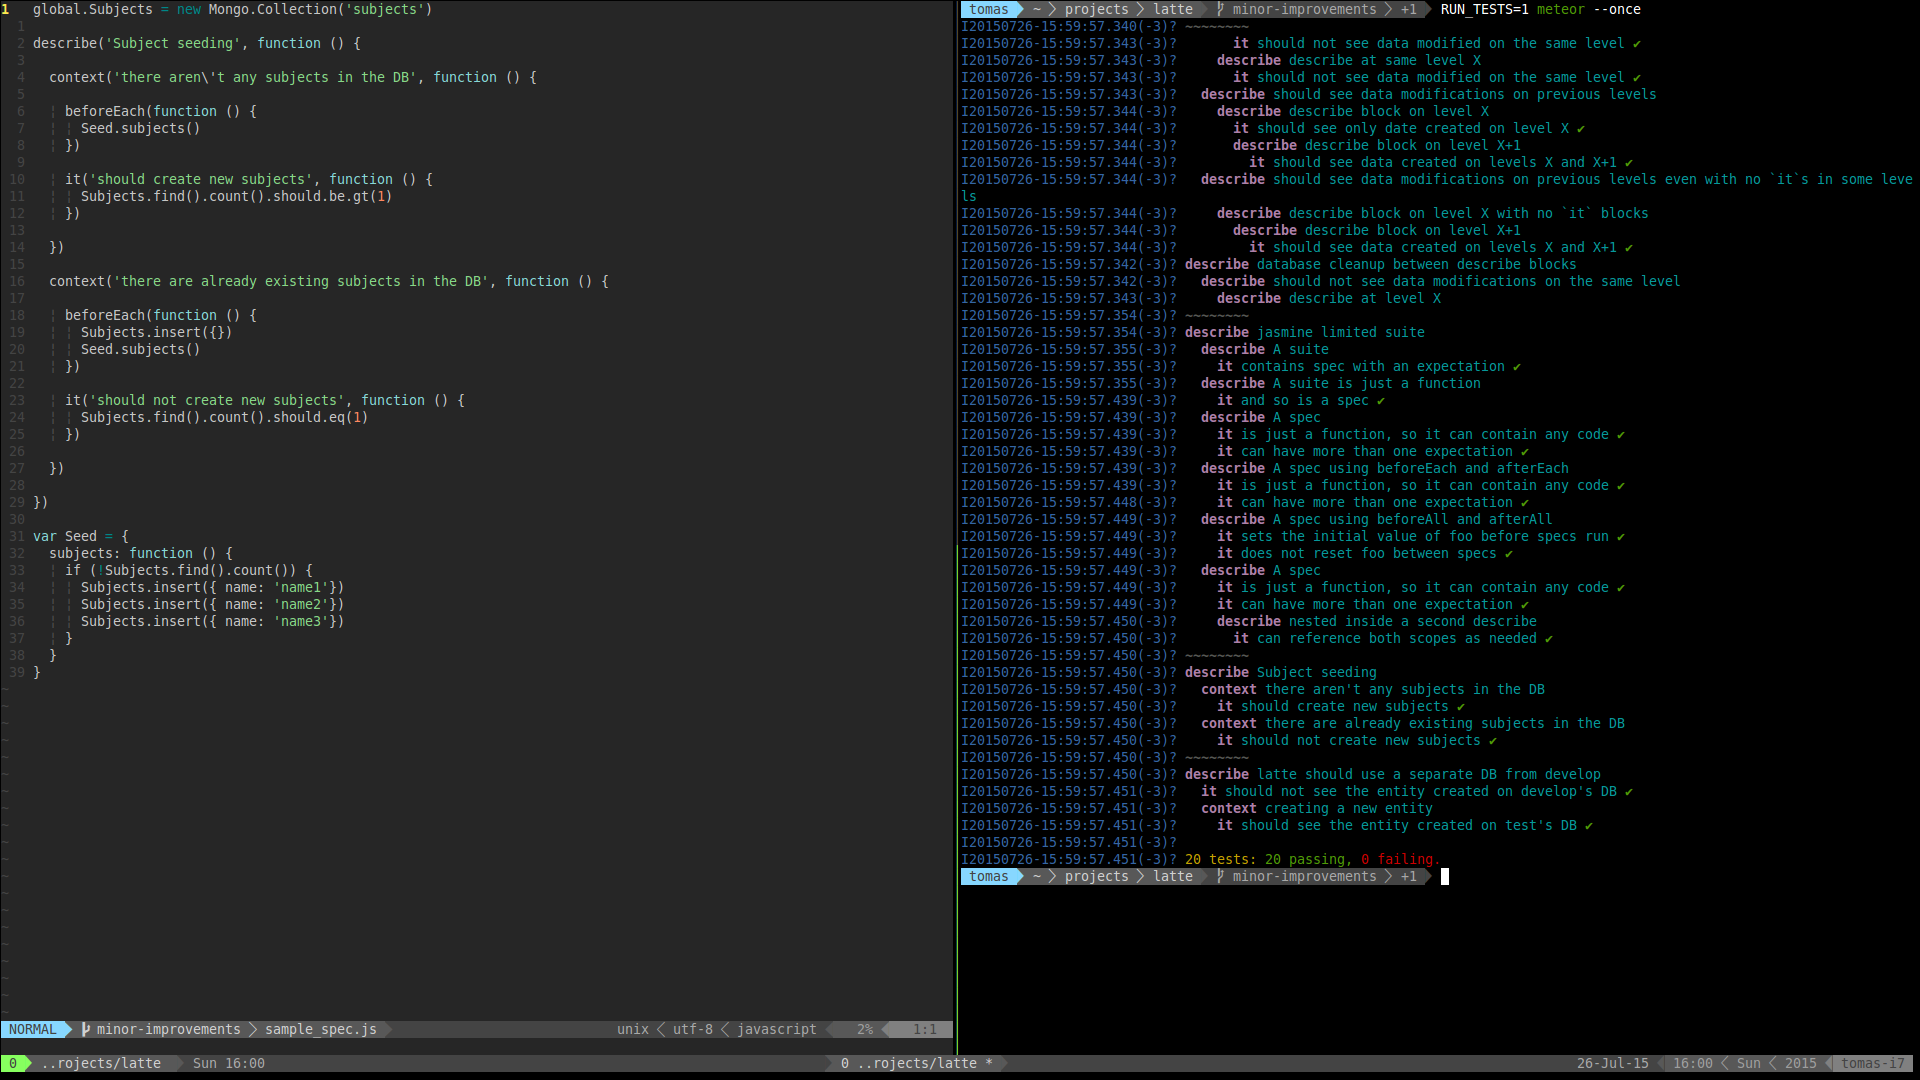 1 global.Subjects = new Mongo.Collection('subjects')
1
2 describe('Subject seeding', function () {
3
4 context('there aren\'t any subjects in the DB', function () {
5
6 ¦ beforeEach(function () {
7 ¦ ¦ Seed.subjects()
8 ¦ })
9
10 ¦ it('should create new subjects', function () {
11 ¦ ¦ Subjects.find().count().should.be.gt(1)
12 ¦ })
13
14 })
15
16 context('there are already existing subjects in the DB', function () {
17
18 ¦ beforeEach(function () {
19 ¦ ¦ Subjects.insert({})
20 ¦ ¦ Seed.subjects()
21 ¦ })
22
23 ¦ it('should not create new subjects', function () {
24 ¦ ¦ Subjects.find().count().should.eq(1)
25 ¦ })
26
27 })
28
29 })
30
31 var Seed = {
32 subjects: function () {
33 ¦ if (!Subjects.find().count()) {
34 ¦ ¦ Subjects.insert({ name: 'name1'})
35 ¦ ¦ Subjects.insert({ name: 'name2'})
36 ¦ ¦ Subjects.insert({ name: 'name3'})
37 ¦ }
38 }
39 }
NORMAL minor-improvements sample_spec.js unix utf-8 javascript 2% 1:1
tomas ~ projects latte minor-improvements +1 RUN_TESTS=1 meteor --once
I20150726-15:59:57.340(-3)? ~~~~~~~~
I20150726-15:59:57.343(-3)? it should not see data modified on the same level ✔
I20150726-15:59:57.343(-3)? describe describe at same level X
I20150726-15:59:57.343(-3)? it should not see data modified on the same level ✔
I20150726-15:59:57.343(-3)? describe should see data modifications on previous levels
I20150726-15:59:57.344(-3)? describe describe block on level X
I20150726-15:59:57.344(-3)? it should see only date created on level X ✔
I20150726-15:59:57.344(-3)? describe describe block on level X+1
I20150726-15:59:57.344(-3)? it should see data created on levels X and X+1 ✔
I20150726-15:59:57.344(-3)? describe should see data modifications on previous levels even with no `it`s in some leve
ls
I20150726-15:59:57.344(-3)? describe describe block on level X with no `it` blocks
I20150726-15:59:57.344(-3)? describe describe block on level X+1
I20150726-15:59:57.344(-3)? it should see data created on levels X and X+1 ✔
I20150726-15:59:57.342(-3)? describe database cleanup between describe blocks
I20150726-15:59:57.342(-3)? describe should not see data modifications on the same level
I20150726-15:59:57.343(-3)? describe describe at level X
I20150726-15:59:57.354(-3)? ~~~~~~~~
I20150726-15:59:57.354(-3)? describe jasmine limited suite
I20150726-15:59:57.355(-3)? describe A suite
I20150726-15:59:57.355(-3)? it contains spec with an expectation ✔
I20150726-15:59:57.355(-3)? describe A suite is just a function
I20150726-15:59:57.439(-3)? it and so is a spec ✔
I20150726-15:59:57.439(-3)? describe A spec
I20150726-15:59:57.439(-3)? it is just a function, so it can contain any code ✔
I20150726-15:59:57.439(-3)? it can have more than one expectation ✔
I20150726-15:59:57.439(-3)? describe A spec using beforeEach and afterEach
I20150726-15:59:57.439(-3)? it is just a function, so it can contain any code ✔
I20150726-15:59:57.448(-3)? it can have more than one expectation ✔
I20150726-15:59:57.449(-3)? describe A spec using beforeAll and afterAll
I20150726-15:59:57.449(-3)? it sets the initial value of foo before specs run ✔
I20150726-15:59:57.449(-3)? it does not reset foo between specs ✔
I20150726-15:59:57.449(-3)? describe A spec
I20150726-15:59:57.449(-3)? it is just a function, so it can contain any code ✔
I20150726-15:59:57.449(-3)? it can have more than one expectation ✔
I20150726-15:59:57.450(-3)? describe nested inside a second describe
I20150726-15:59:57.450(-3)? it can reference both scopes as needed ✔
I20150726-15:59:57.450(-3)? ~~~~~~~~
I20150726-15:59:57.450(-3)? describe Subject seeding
I20150726-15:59:57.450(-3)? context there aren't any subjects in the DB
I20150726-15:59:57.450(-3)? it should create new subjects ✔
I20150726-15:59:57.450(-3)? context there are already existing subjects in the DB
I20150726-15:59:57.450(-3)? it should not create new subjects ✔
I20150726-15:59:57.450(-3)? ~~~~~~~~
I20150726-15:59:57.450(-3)? describe latte should use a separate DB from develop
I20150726-15:59:57.451(-3)? it should not see the entity created on develop's DB ✔
I20150726-15:59:57.451(-3)? context creating a new entity
I20150726-15:59:57.451(-3)? it should see the entity created on test's DB ✔
I20150726-15:59:57.451(-3)?
I20150726-15:59:57.451(-3)? 20 tests: 20 passing, 0 failing.
tomas ~ projects latte minor-improvements +1
0 ..rojects/latte Sun 16:00 0 ..rojects/latte * 26-Jul-15 16:00 Sun 2015 tomas-i7